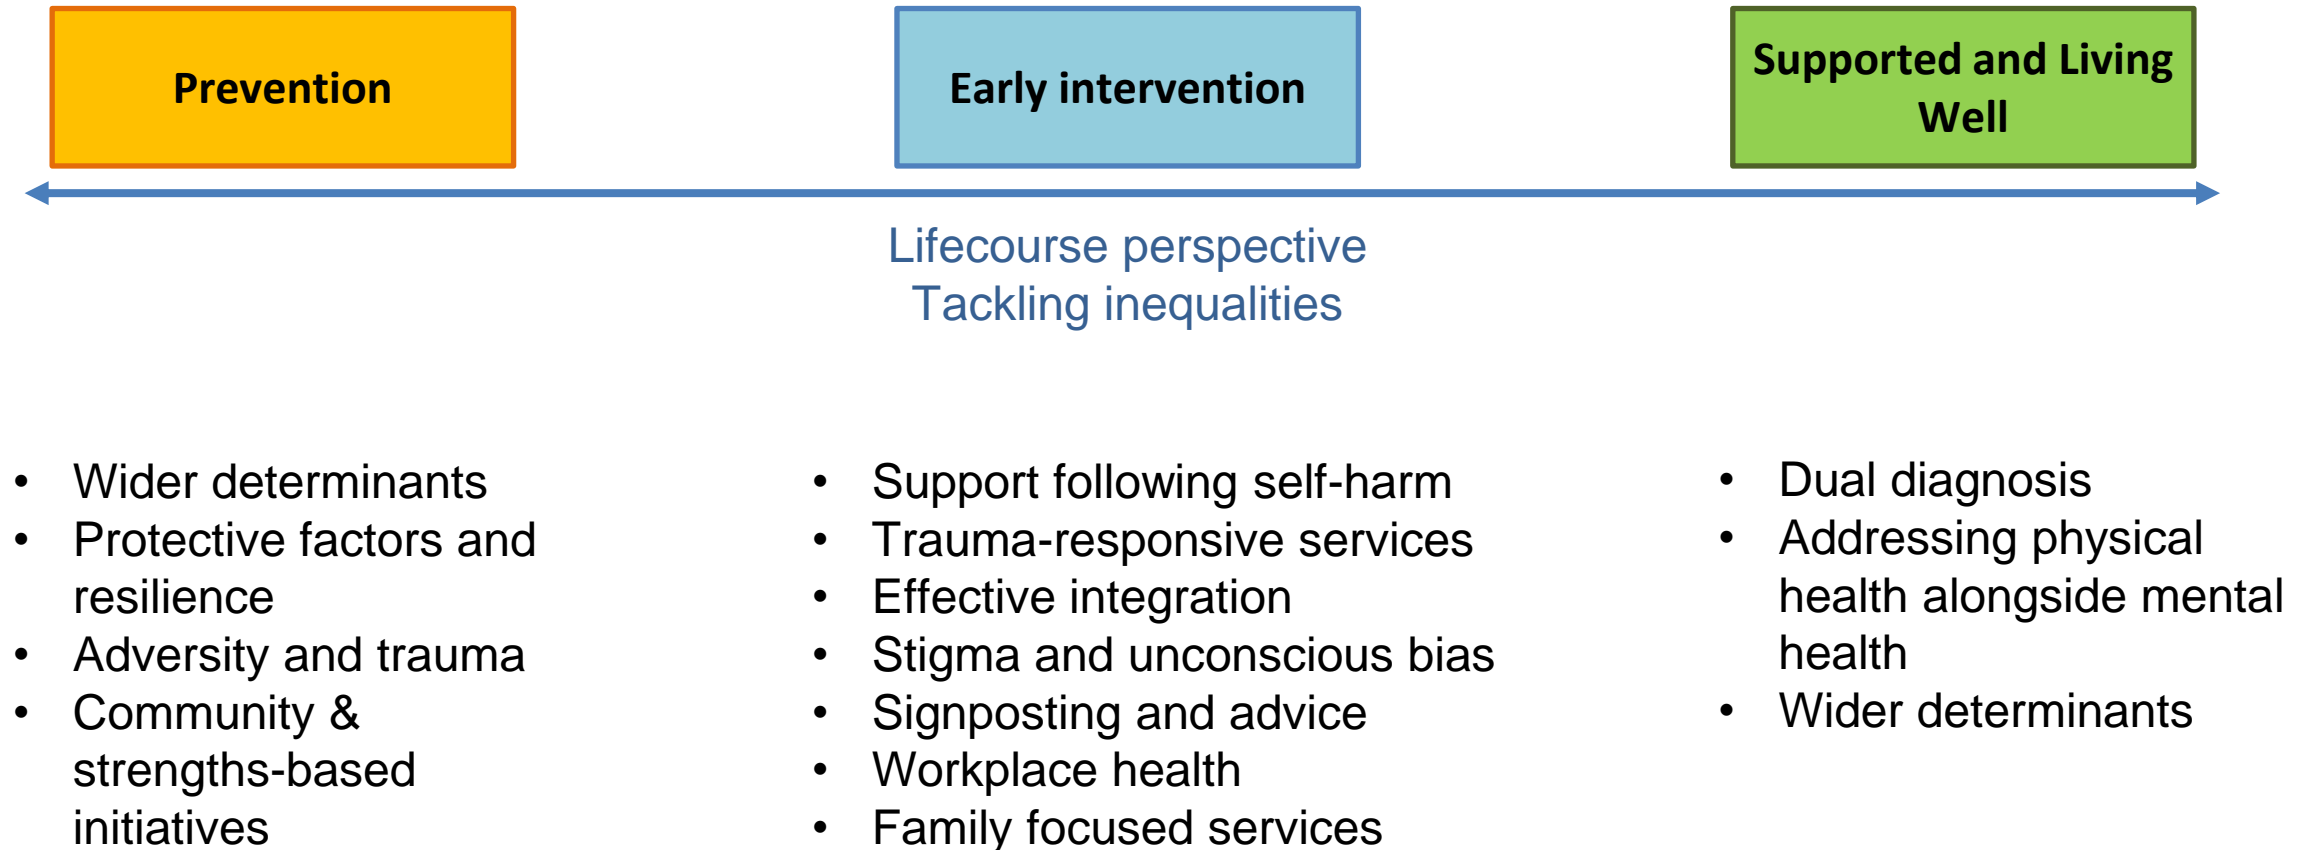 Prevention
Early intervention
Supported and Living
Well
Lifecourse perspective
Tackling inequalities
• Wider determinants
• Protective factors and
resilience
• Adversity and trauma
• Community &
strengths-based
initiatives
• Support following self-harm
• Trauma-responsive services
• Effective integration
• Stigma and unconscious bias
• Signposting and advice
• Workplace health
• Family focused services
• Dual diagnosis
• Addressing physical
health alongside mental
health
• Wider determinants